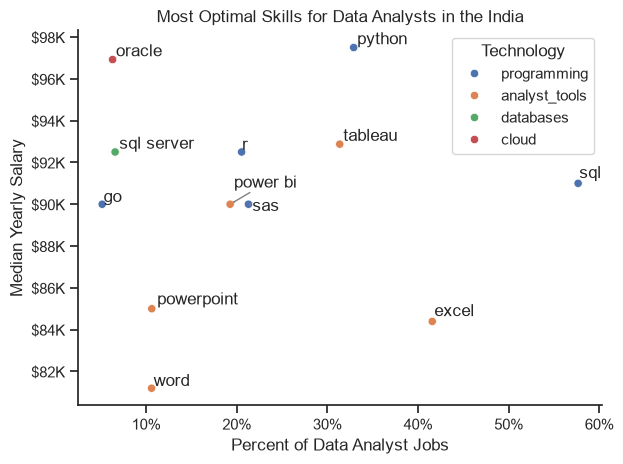 Most Optimal Skills for Data Analysts in the India
$98K
python
Technology
oracle
programming
$96K
analyst_tools
databases
$94K
cloud
tableau
sql server
r
$92K
sql
power bi
go
sas
$90K
$88K
$86K
powerpoint
excel
$84K
$82K
word
Median Yearly Salary
10%
20%
30%
40%
50%
60%
Percent of Data Analyst Jobs